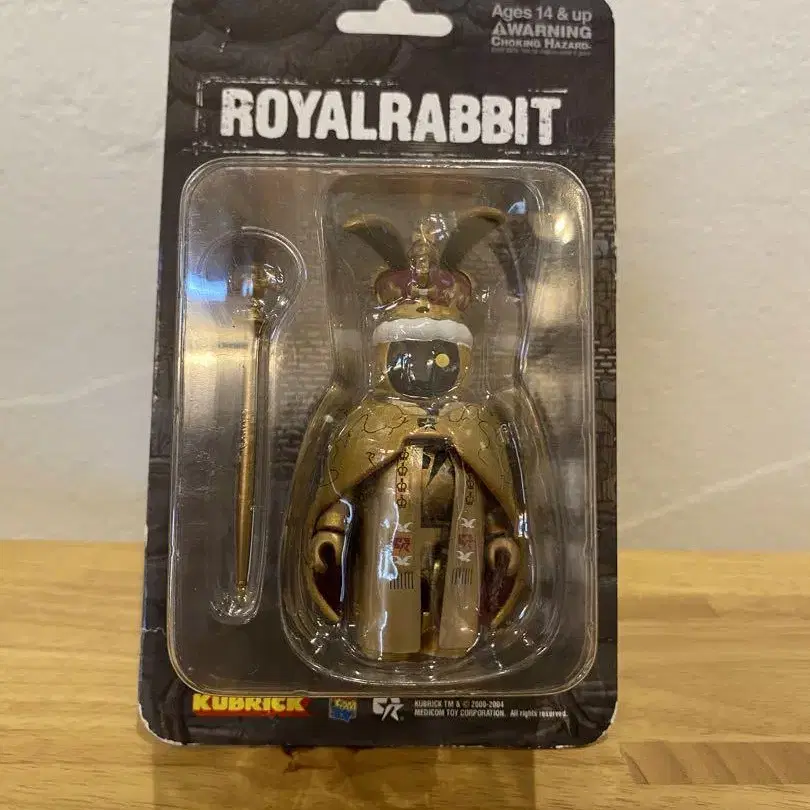 Ages 14 & up
WARNING
CHOKING HAZARD-
ROYALRABBIT
KUBRICK
KUBRICK TM & © 2000-2004
MEDICOM TOY CORPORATION. All rights reserved.